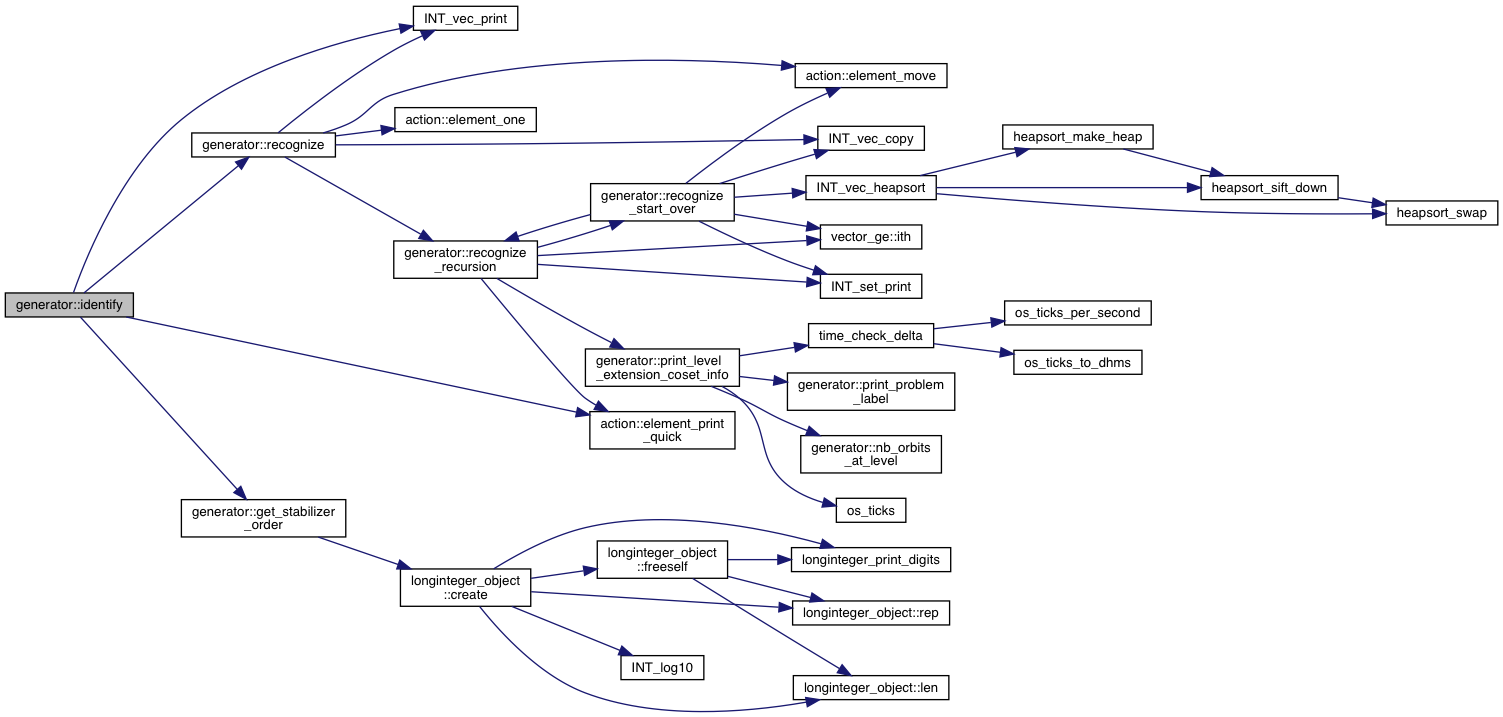 INT_vec_print
action::element_move
action::element_one
generator::recognize
INT_vec_copy
heapsort_make_heap
generator::recognize
_start_over
INT_vec_heapsort
heapsort_sift_down
heapsort_swap
vector_ge::ith
generator::recognize
_recursion
INT_set_print
generator::identify
os_ticks_per_second
time_check_delta
generator::print_level
_extension_coset_info
os_ticks_to_dhms
generator::print_problem
_label
action::element_print
_quick
generator::nb_orbits
_at_level
os_ticks
generator::get_stabilizer
_order
longinteger_object
::freeself
longinteger_print_digits
longinteger_object
::create
longinteger_object::rep
INT_log10
longinteger_object::len